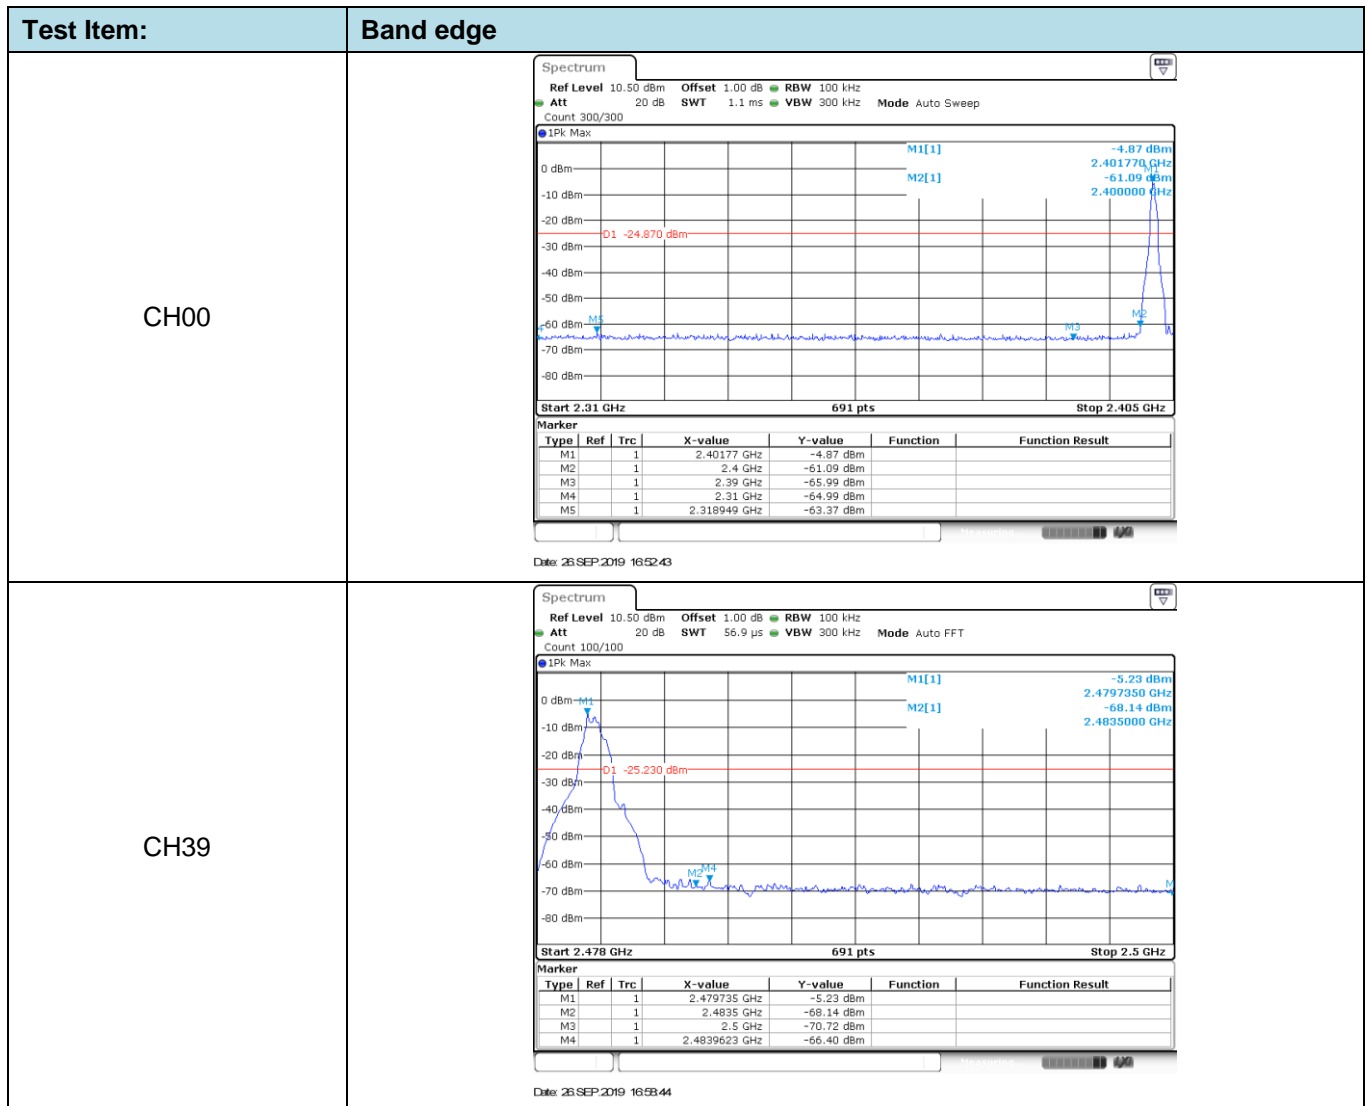 Test Item: Band edge
CH00
Spectrum
Ref Level 10.50 dBm Offset 1.00 dB RBW 100 kHz
Att 20 dB SWT 1.1 ms VBW 300 kHz Mode Auto Sweep
Count 300/300
1Pk Max
M1[1] -4.87 dBm
2.401770 GHz
M2[1] -61.09 dBm
2.400000 GHz
M1
0 dBm
-10 dBm
-20 dBm
D1 -24.870 dBm
-30 dBm
-40 dBm
-50 dBm
-60 dBm
M5
M3
M2
-70 dBm
-80 dBm
Start 2.31 GHz 691 pts Stop 2.405 GHz
Marker
Type Ref Trc X-value Y-value Function Function Result
M1 1 2.40177 GHz -4.87 dBm
M2 1 2.4 GHz -61.09 dBm
M3 1 2.39 GHz -65.99 dBm
M4 1 2.31 GHz -64.99 dBm
M5 1 2.318949 GHz -63.37 dBm
Date: 26.SEP.2019 16:52:43
CH39
Spectrum
Ref Level 10.50 dBm Offset 1.00 dB RBW 100 kHz
Att 20 dB SWT 56.9 µs VBW 300 kHz Mode Auto FFT
Count 100/100
1Pk Max
M1[1] -5.23 dBm
2.4797350 GHz
M2[1] -68.14 dBm
2.4835000 GHz
0 dBm
M1
-10 dBm
-20 dBm
D1 -25.230 dBm
-30 dBm
-40 dBm
-50 dBm
-60 dBm
M2
M4
-70 dBm
-80 dBm
Start 2.478 GHz 691 pts Stop 2.5 GHz
Marker
Type Ref Trc X-value Y-value Function Function Result
M1 1 2.479735 GHz -5.23 dBm
M2 1 2.4835 GHz -68.14 dBm
M3 1 2.5 GHz -70.72 dBm
M4 1 2.4839623 GHz -66.40 dBm
Date: 26.SEP.2019 16:58:44